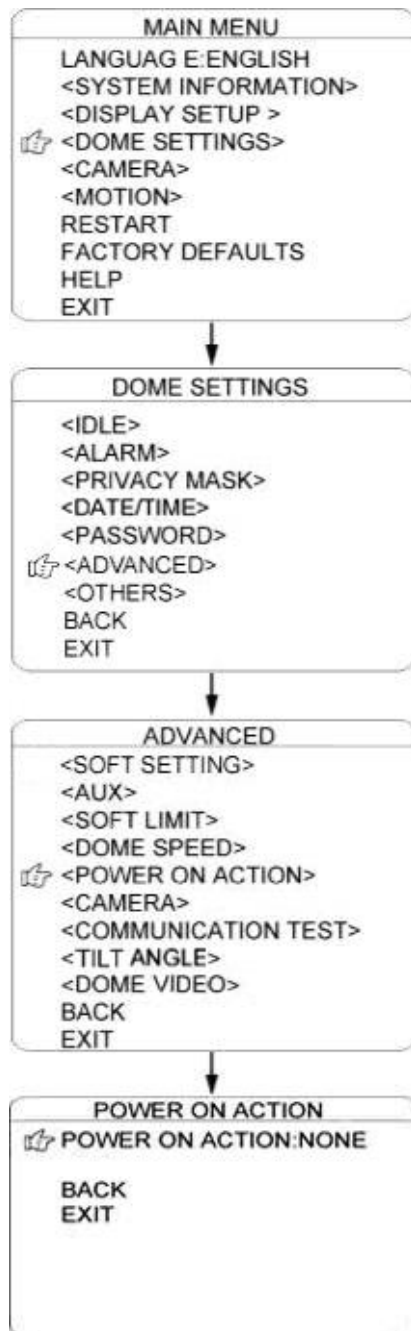 MAIN MENU
LANGUAG E:ENGLISH
<SYSTEM INFORMATION>
<DISPLAY SETUP >
<DOME SETTINGS>
<CAMERA>
<MOTION>
RESTART
FACTORY DEFAULTS
HELP
EXIT
DOME SETTINGS
<IDLE>
<ALARM>
<PRIVACY MASK>
<DATE/TIME>
<PASSWORD>
<ADVANCED>
<OTHERS>
BACK
EXIT
ADVANCED
<SOFT SETTING>
<AUX>
<SOFT LIMIT>
<DOME SPEED>
<POWER ON ACTION>
<CAMERA>
<COMMUNICATION TEST>
<TILT ANGLE>
<DOME VIDEO>
BACK
EXIT
POWER ON ACTION
POWER ON ACTION:NONE
BACK
EXIT